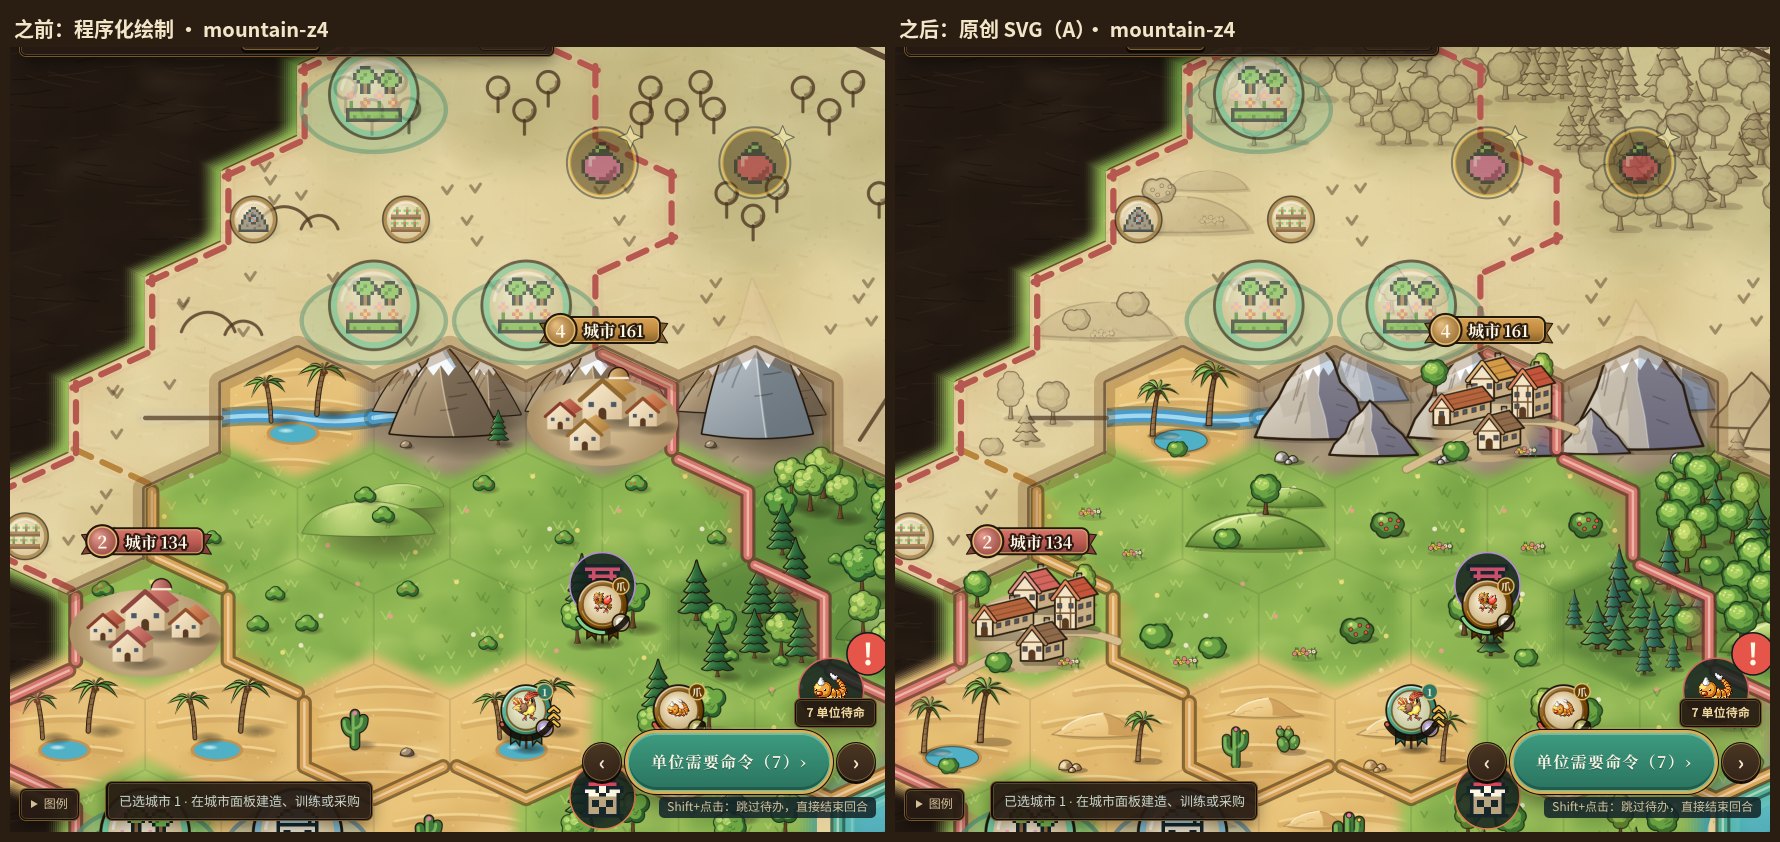 之前：程序化绘制 · mountain-z4
4 城市 161
2 城市 134
爪
1
爪
!
7 单位待命
‹ 单位需要命令（7）› ›
▶ 图例
已选城市 1 · 在城市面板建造、训练或采购
Shift+点击：跳过待办，直接结束回合
之后：原创 SVG（A）· mountain-z4
4 城市 161
2 城市 134
爪
1
爪
!
7 单位待命
‹ 单位需要命令（7）› ›
▶ 图例
已选城市 1 · 在城市面板建造、训练或采购
Shift+点击：跳过待办，直接结束回合